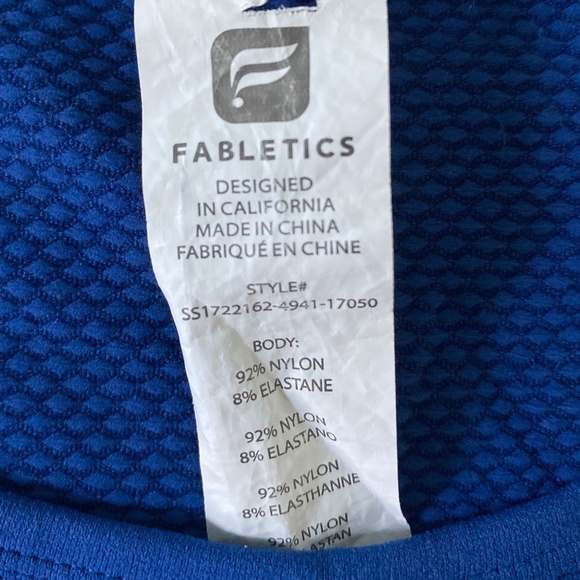 FABLETICS
DESIGNED
IN CALIFORNIA
MADE IN CHINA
FABRIQUÉ EN CHINE
STYLE#
SS1722162-4941-17050
BODY:
92% NYLON
8% ELASTANE
92% NYLON
8% ELASTANO
92% NYLON
8% ELASTHANNE
92% NYLON
ASTAN